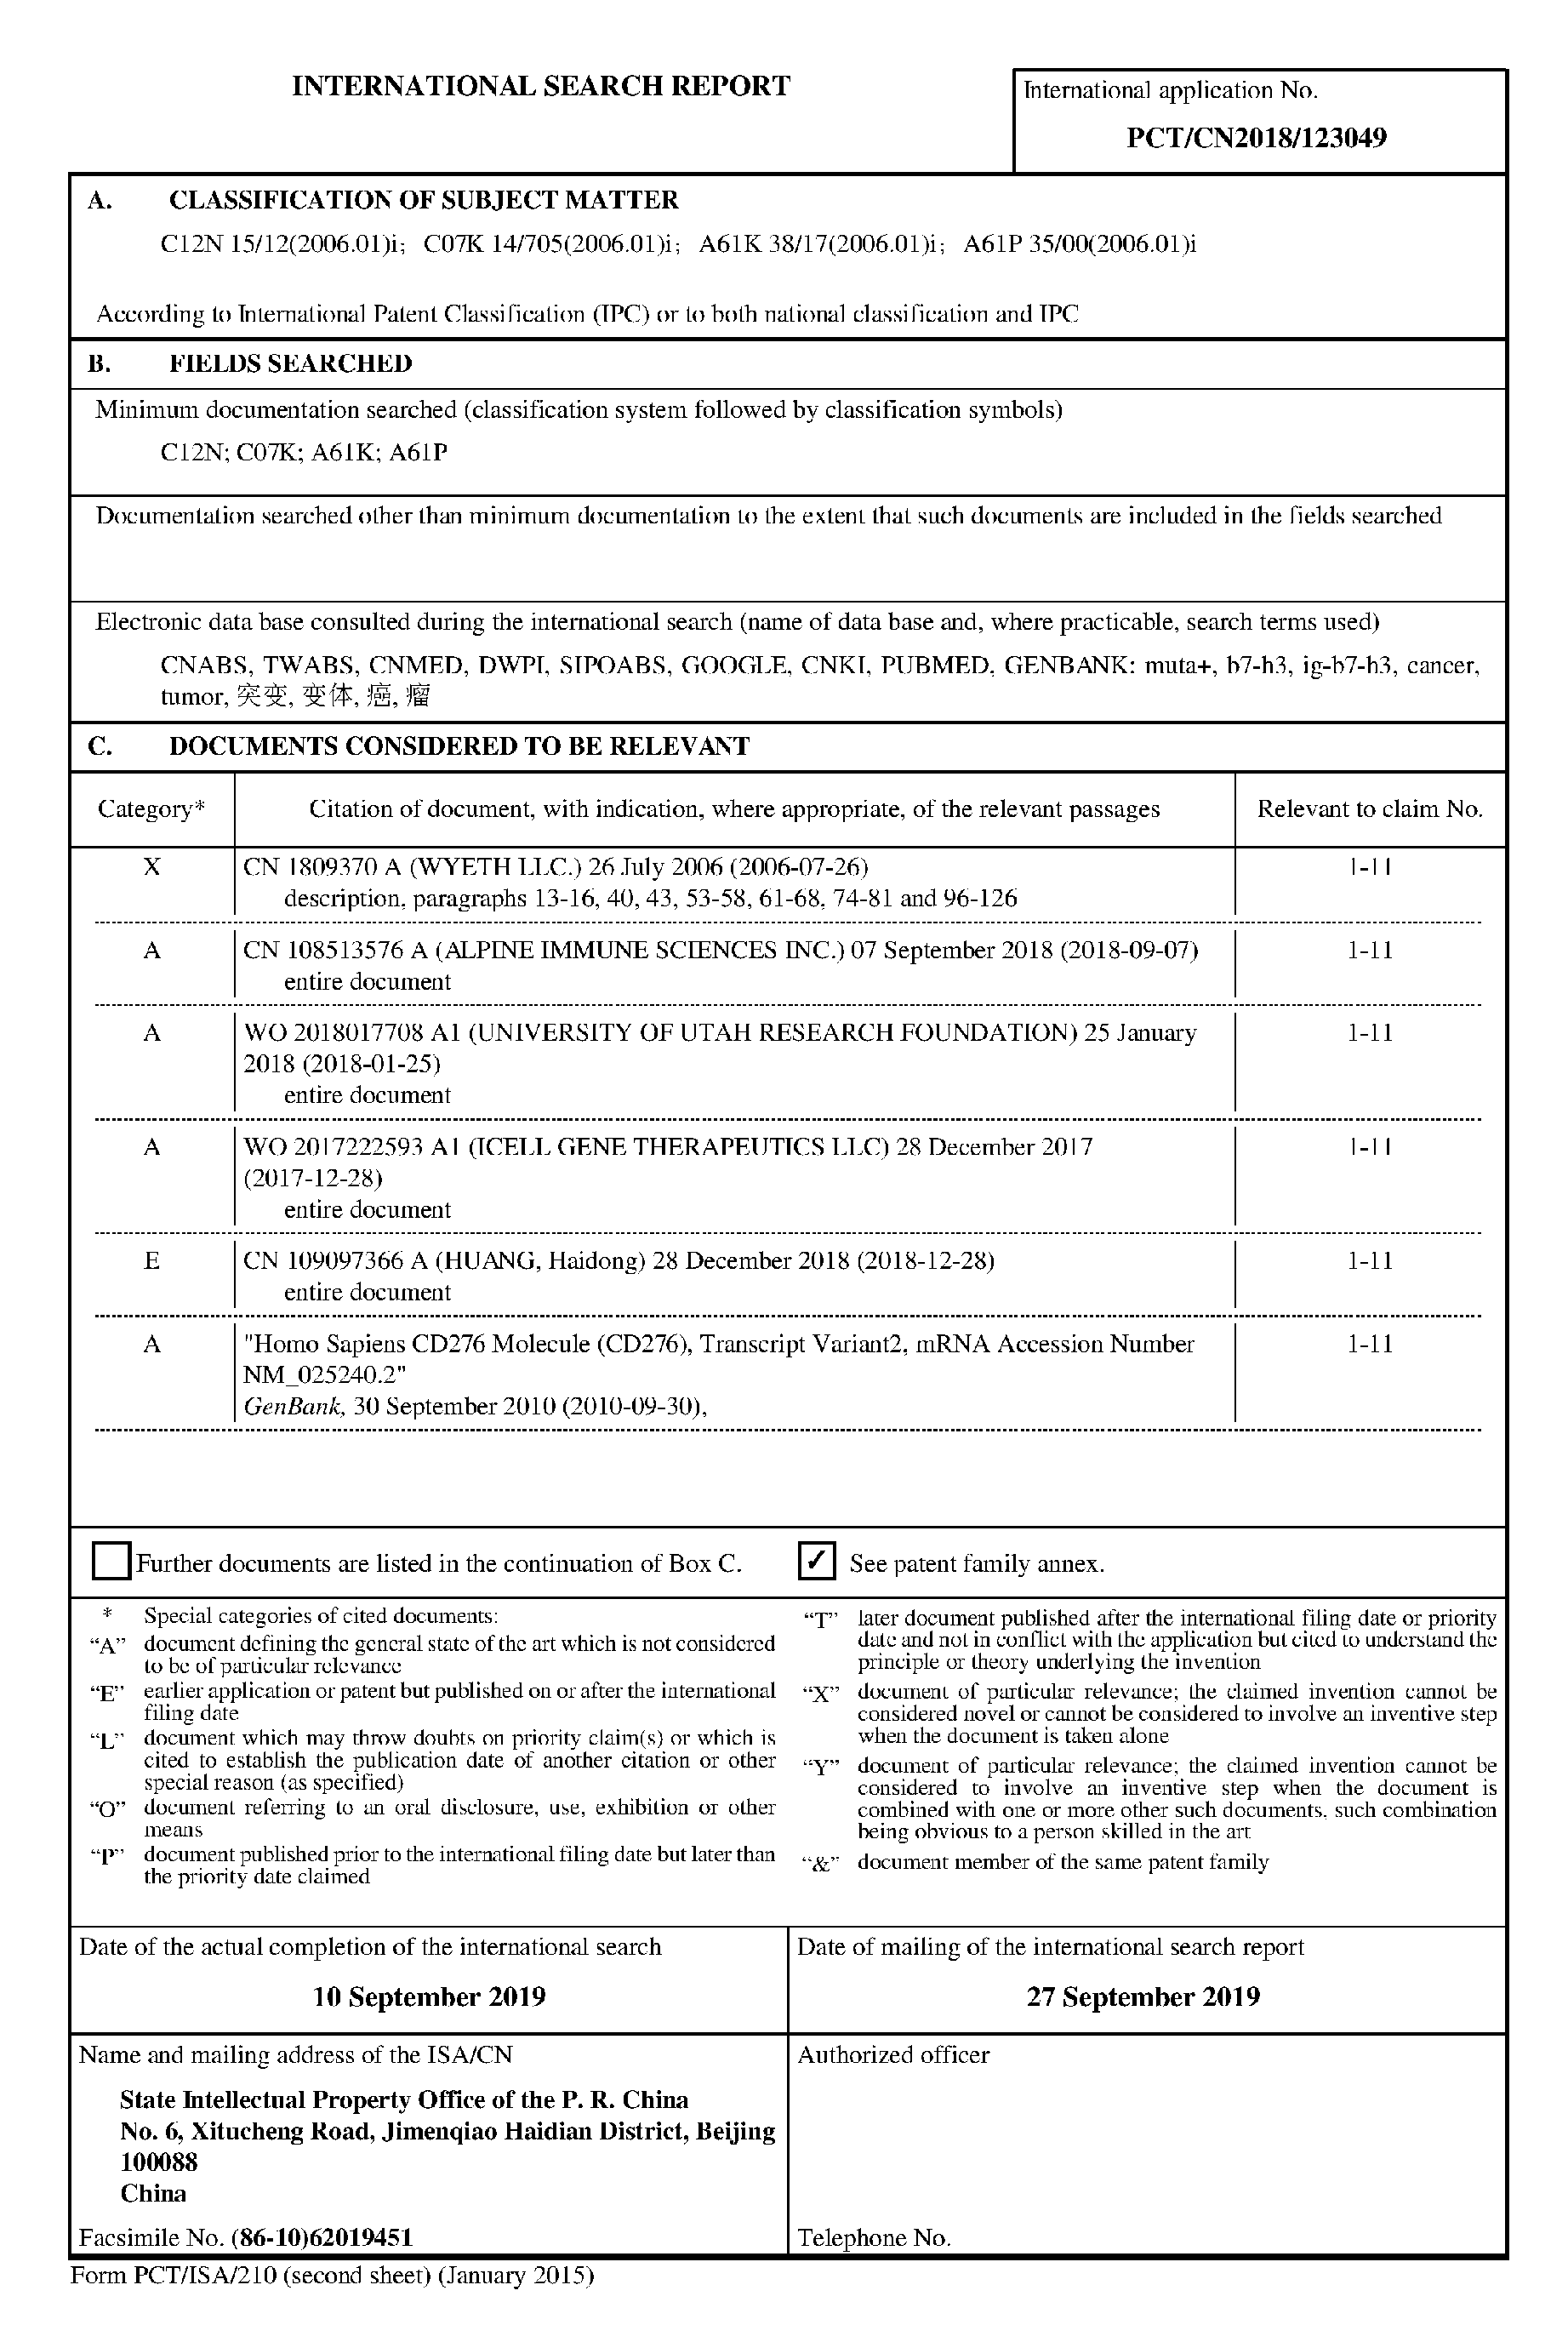 INTERNATIONAL SEARCH REPORT
International application No.
PCT/CN2018/123049
A. CLASSIFICATION OF SUBJECT MATTER
C12N 15/12(2006.01)i; C07K 14/705(2006.01)i; A61K 38/17(2006.01)i; A61P 35/00(2006.01)i
According to International Patent Classification (IPC) or to both national classification and IPC
B. FIELDS SEARCHED
Minimum documentation searched (classification system followed by classification symbols)
C12N; C07K; A61K; A61P
Documentation searched other than minimum documentation to the extent that such documents are included in the fields searched
Electronic data base consulted during the international search (name of data base and, where practicable, search terms used)
CNABS, TWABS, CNMED, DWPI, SIPOABS, GOOGLE, CNKI, PUBMED, GENBANK: muta+, b7-h3, ig-b7-h3, cancer,
tumor, 突变, 变体, 癌, 瘤
C. DOCUMENTS CONSIDERED TO BE RELEVANT
Category* Citation of document, with indication, where appropriate, of the relevant passages Relevant to claim No.
X CN 1809370 A (WYETH LLC.) 26 July 2006 (2006-07-26) 1-11
description, paragraphs 13-16, 40, 43, 53-58, 61-68, 74-81 and 96-126
A CN 108513576 A (ALPINE IMMUNE SCIENCES INC.) 07 September 2018 (2018-09-07) 1-11
entire document
A WO 2018017708 A1 (UNIVERSITY OF UTAH RESEARCH FOUNDATION) 25 January 1-11
2018 (2018-01-25)
entire document
A WO 2017222593 A1 (ICELL GENE THERAPEUTICS LLC) 28 December 2017 1-11
(2017-12-28)
entire document
E CN 109097366 A (HUANG, Haidong) 28 December 2018 (2018-12-28) 1-11
entire document
A "Homo Sapiens CD276 Molecule (CD276), Transcript Variant2, mRNA Accession Number 1-11
NM_025240.2"
GenBank, 30 September 2010 (2010-09-30),
Further documents are listed in the continuation of Box C.
✓ See patent family annex.
* Special categories of cited documents:
“A” document defining the general state of the art which is not considered
to be of particular relevance
“E” earlier application or patent but published on or after the international
filing date
“L” document which may throw doubts on priority claim(s) or which is
cited to establish the publication date of another citation or other
special reason (as specified)
“O” document referring to an oral disclosure, use, exhibition or other
means
“P” document published prior to the international filing date but later than
the priority date claimed
“T” later document published after the international filing date or priority
date and not in conflict with the application but cited to understand the
principle or theory underlying the invention
“X” document of particular relevance; the claimed invention cannot be
considered novel or cannot be considered to involve an inventive step
when the document is taken alone
“Y” document of particular relevance; the claimed invention cannot be
considered to involve an inventive step when the document is
combined with one or more other such documents, such combination
being obvious to a person skilled in the art
“&” document member of the same patent family
Date of the actual completion of the international search
10 September 2019
Date of mailing of the international search report
27 September 2019
Name and mailing address of the ISA/CN
State Intellectual Property Office of the P. R. China
No. 6, Xitucheng Road, Jimenqiao Haidian District, Beijing
100088
China
Facsimile No. (86-10)62019451
Authorized officer
Telephone No.
Form PCT/ISA/210 (second sheet) (January 2015)